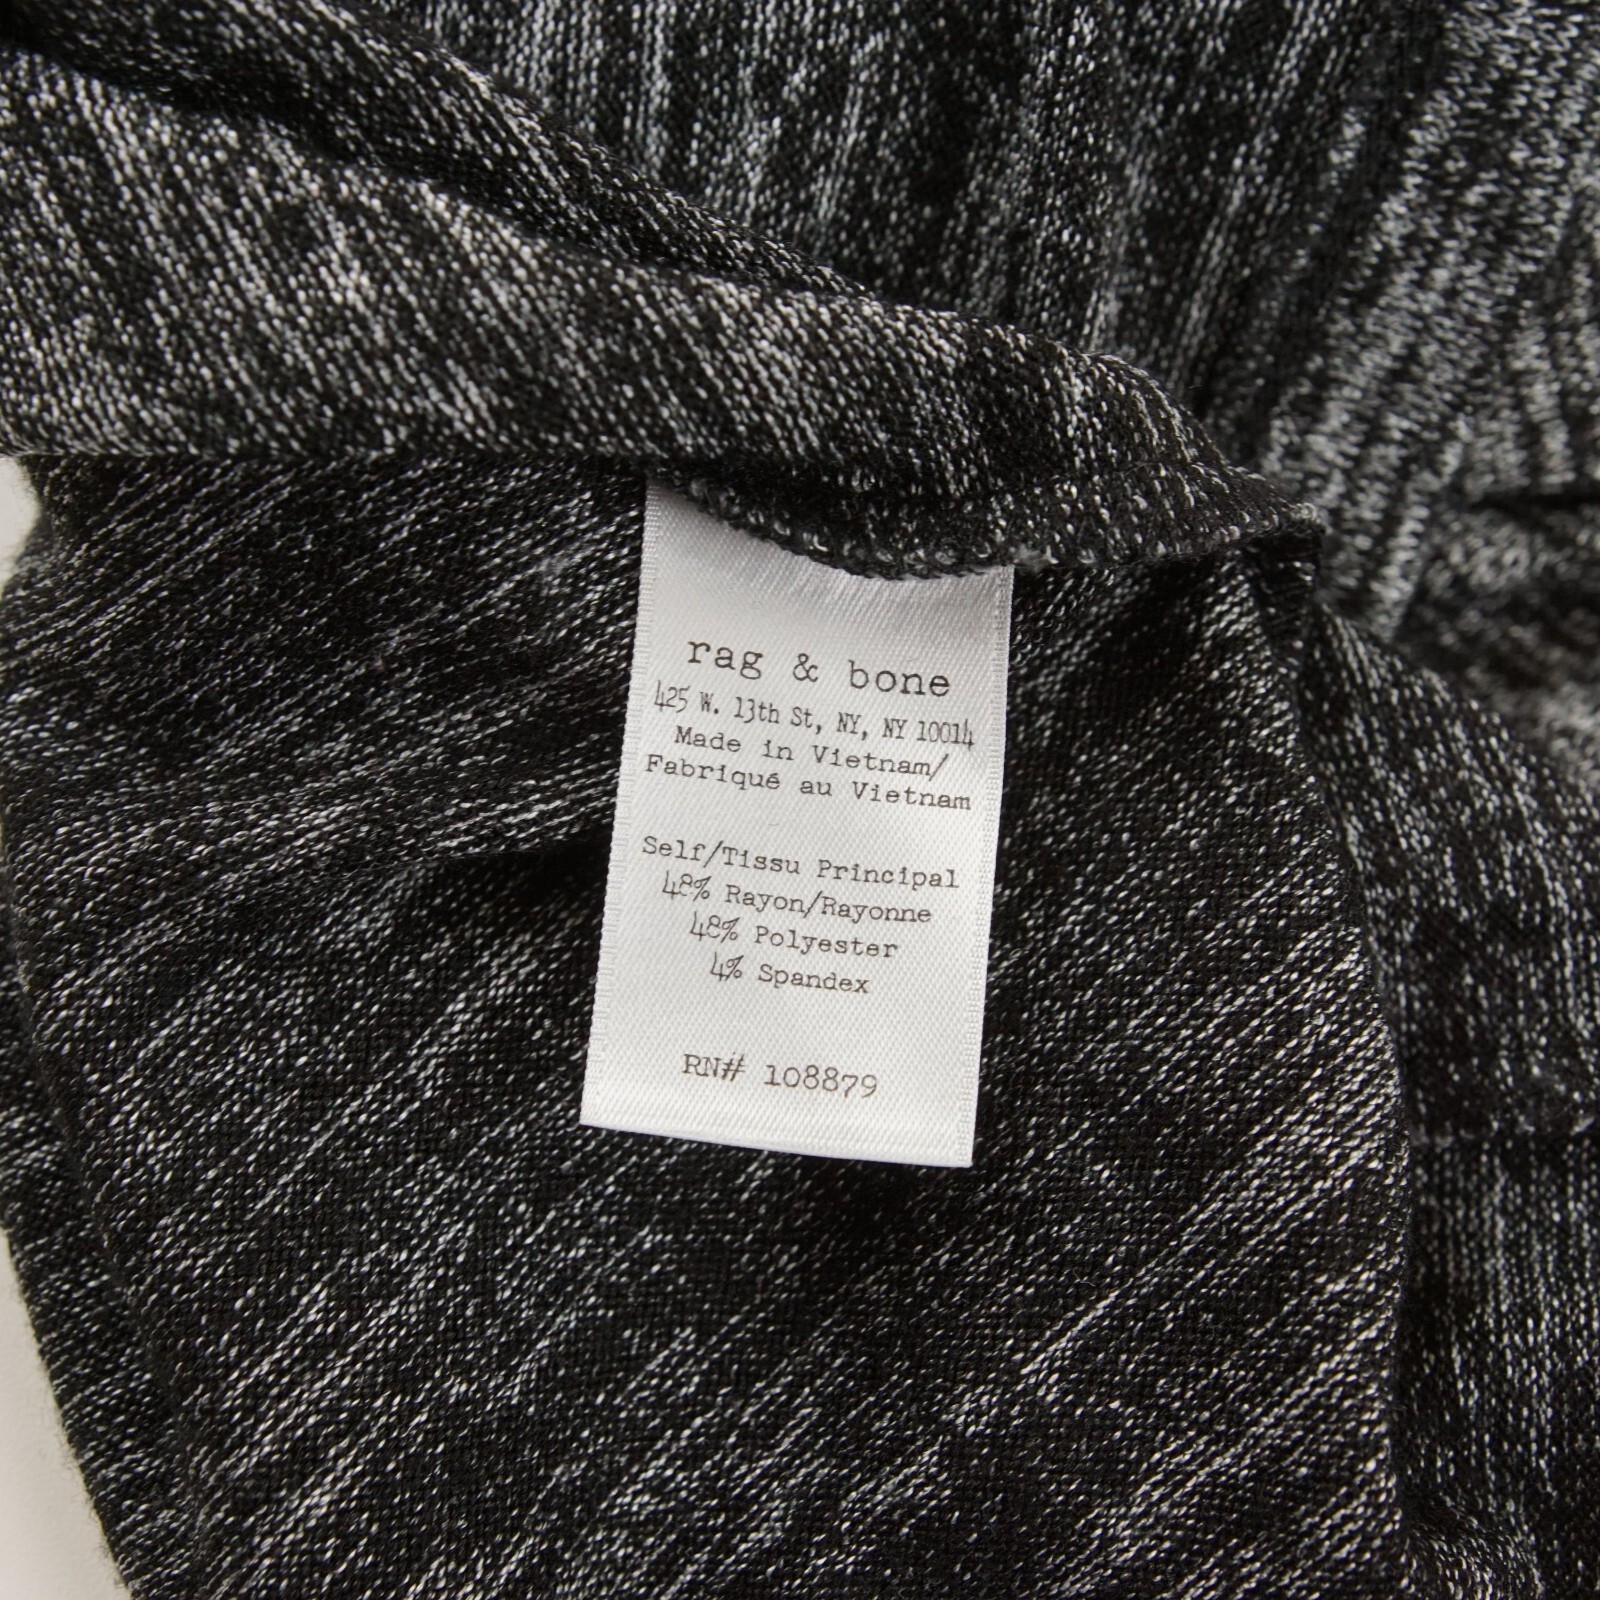 rag & bone
425 W. 13th St, NY, NY 10014
Made in Vietnam/
Fabriqué au Vietnam
Self/Tissu Principal
48% Rayon/Rayonne
48% Polyester
4% Spandex
RN# 108879